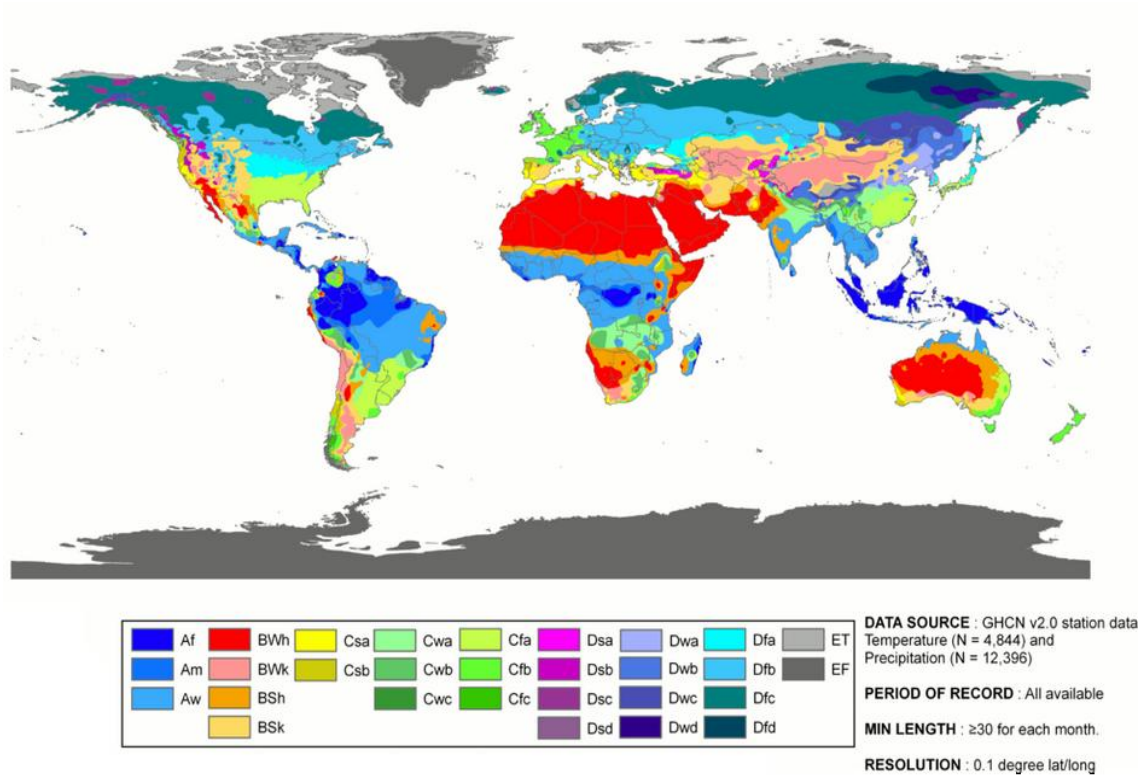 Af BWh Csa Cwa Cfa Dsa Dwa Dfa ET
Am BWk Csb Cwb Cfb Dsb Dwb Dfb EF
Aw BSh Cwc Cfc Dsc Dwc Dfc
BSk Dsd Dwd Dfd
DATA SOURCE : GHCN v2.0 station data
Temperature (N = 4,844) and
Precipitation (N = 12,396)
PERIOD OF RECORD : All available
MIN LENGTH : ≥30 for each month.
RESOLUTION : 0.1 degree lat/long